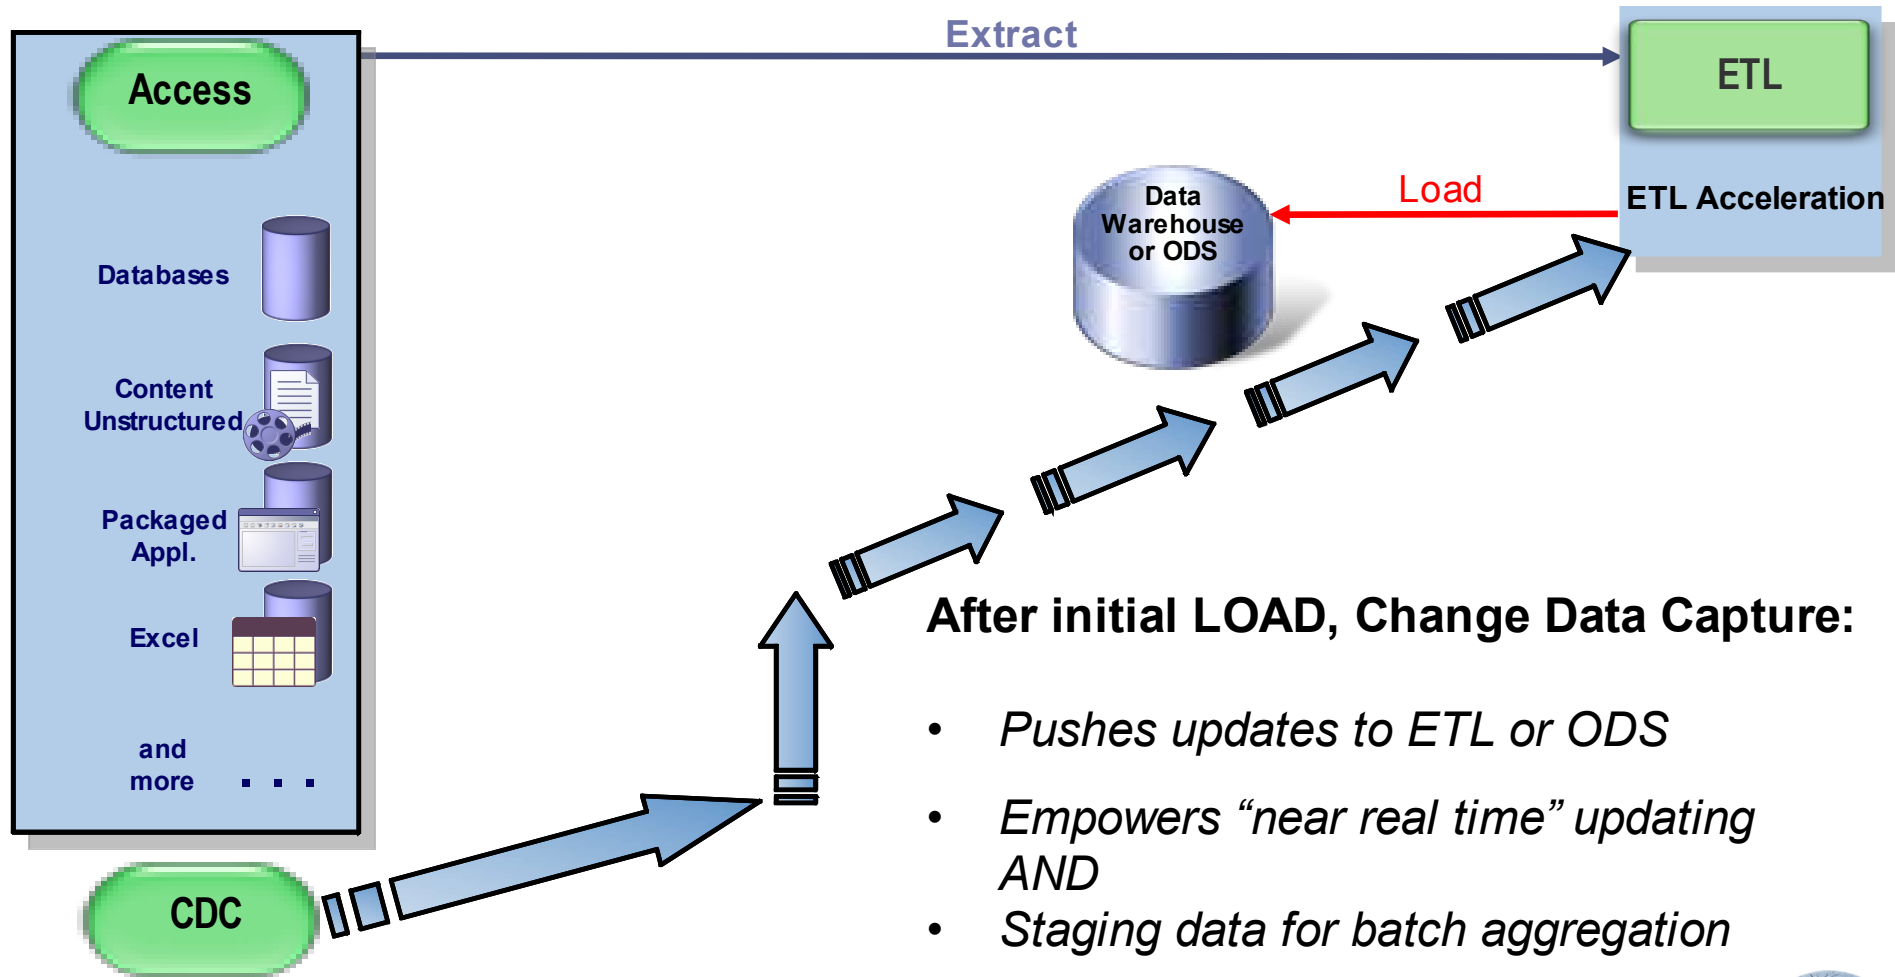 Extract
Access
ETL
Data
Warehouse
or ODS
Load
ETL Acceleration
Databases
Content
Unstructured
Packaged
Appl.
Excel
and
more . . .
CDC
After initial LOAD, Change Data Capture:
• Pushes updates to ETL or ODS
• Empowers “near real time” updating
AND
• Staging data for batch aggregation